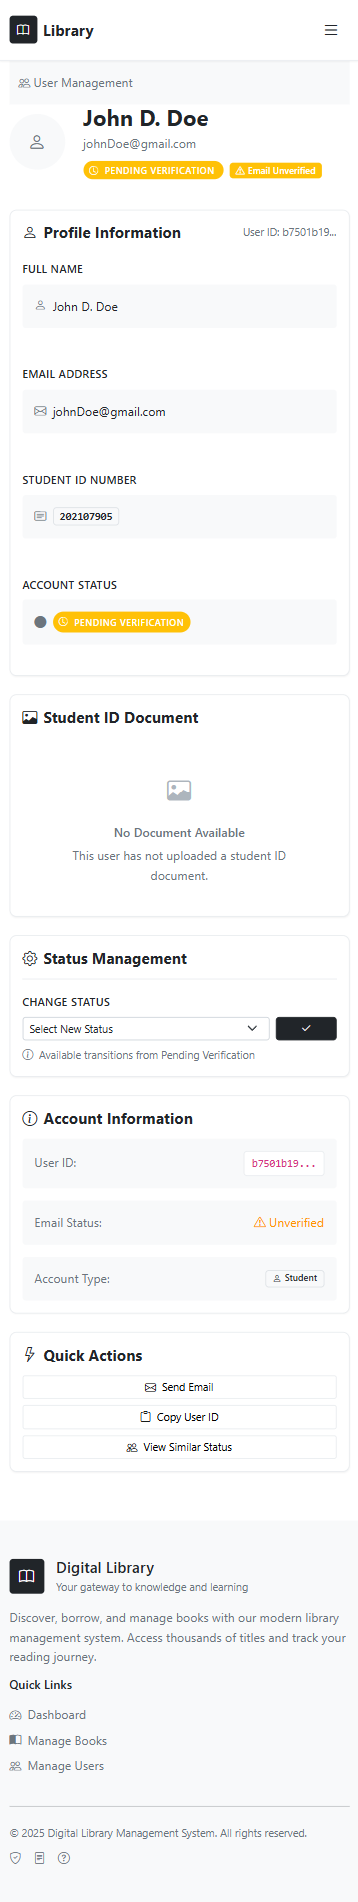 Library
User Management
John D. Doe
johnDoe@gmail.com
PENDING VERIFICATION Email Unverified
Profile Information User ID: b7501b19...
FULL NAME
John D. Doe
EMAIL ADDRESS
johnDoe@gmail.com
STUDENT ID NUMBER
202107905
ACCOUNT STATUS
PENDING VERIFICATION
Student ID Document
No Document Available
This user has not uploaded a student ID
document.
Status Management
CHANGE STATUS
Select New Status
Available transitions from Pending Verification
Account Information
User ID: b7501b19...
Email Status: Unverified
Account Type: Student
Quick Actions
Send Email
Copy User ID
View Similar Status
Digital Library
Your gateway to knowledge and learning
Discover, borrow, and manage books with our modern library
management system. Access thousands of titles and track your
reading journey.
Quick Links
Dashboard
Manage Books
Manage Users
© 2025 Digital Library Management System. All rights reserved.